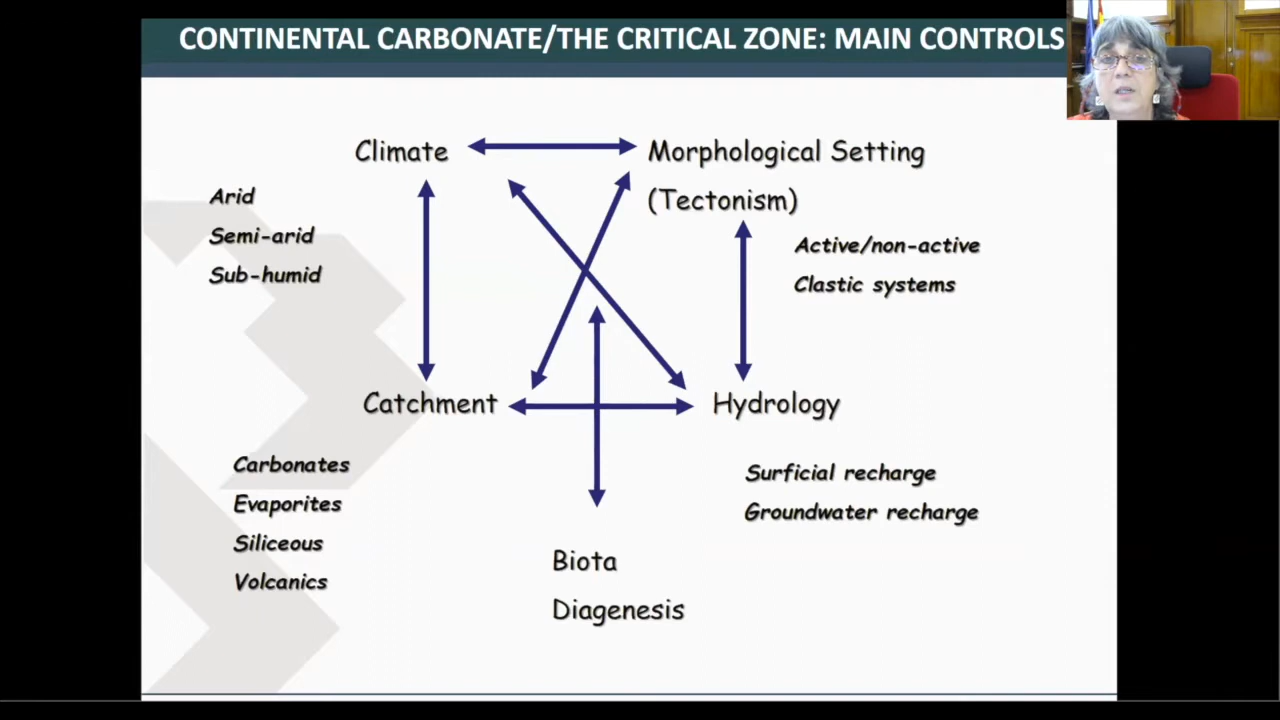 CONTINENTAL CARBONATE/THE CRITICAL ZONE: MAIN CONTROLS
Climate
Morphological Setting
(Tectonism)
Arid
Semi-arid
Sub-humid
Active/non-active
Clastic systems
Catchment
Hydrology
Carbonates
Evaporites
Siliceous
Volcanics
Surficial recharge
Groundwater recharge
Biota
Diagenesis